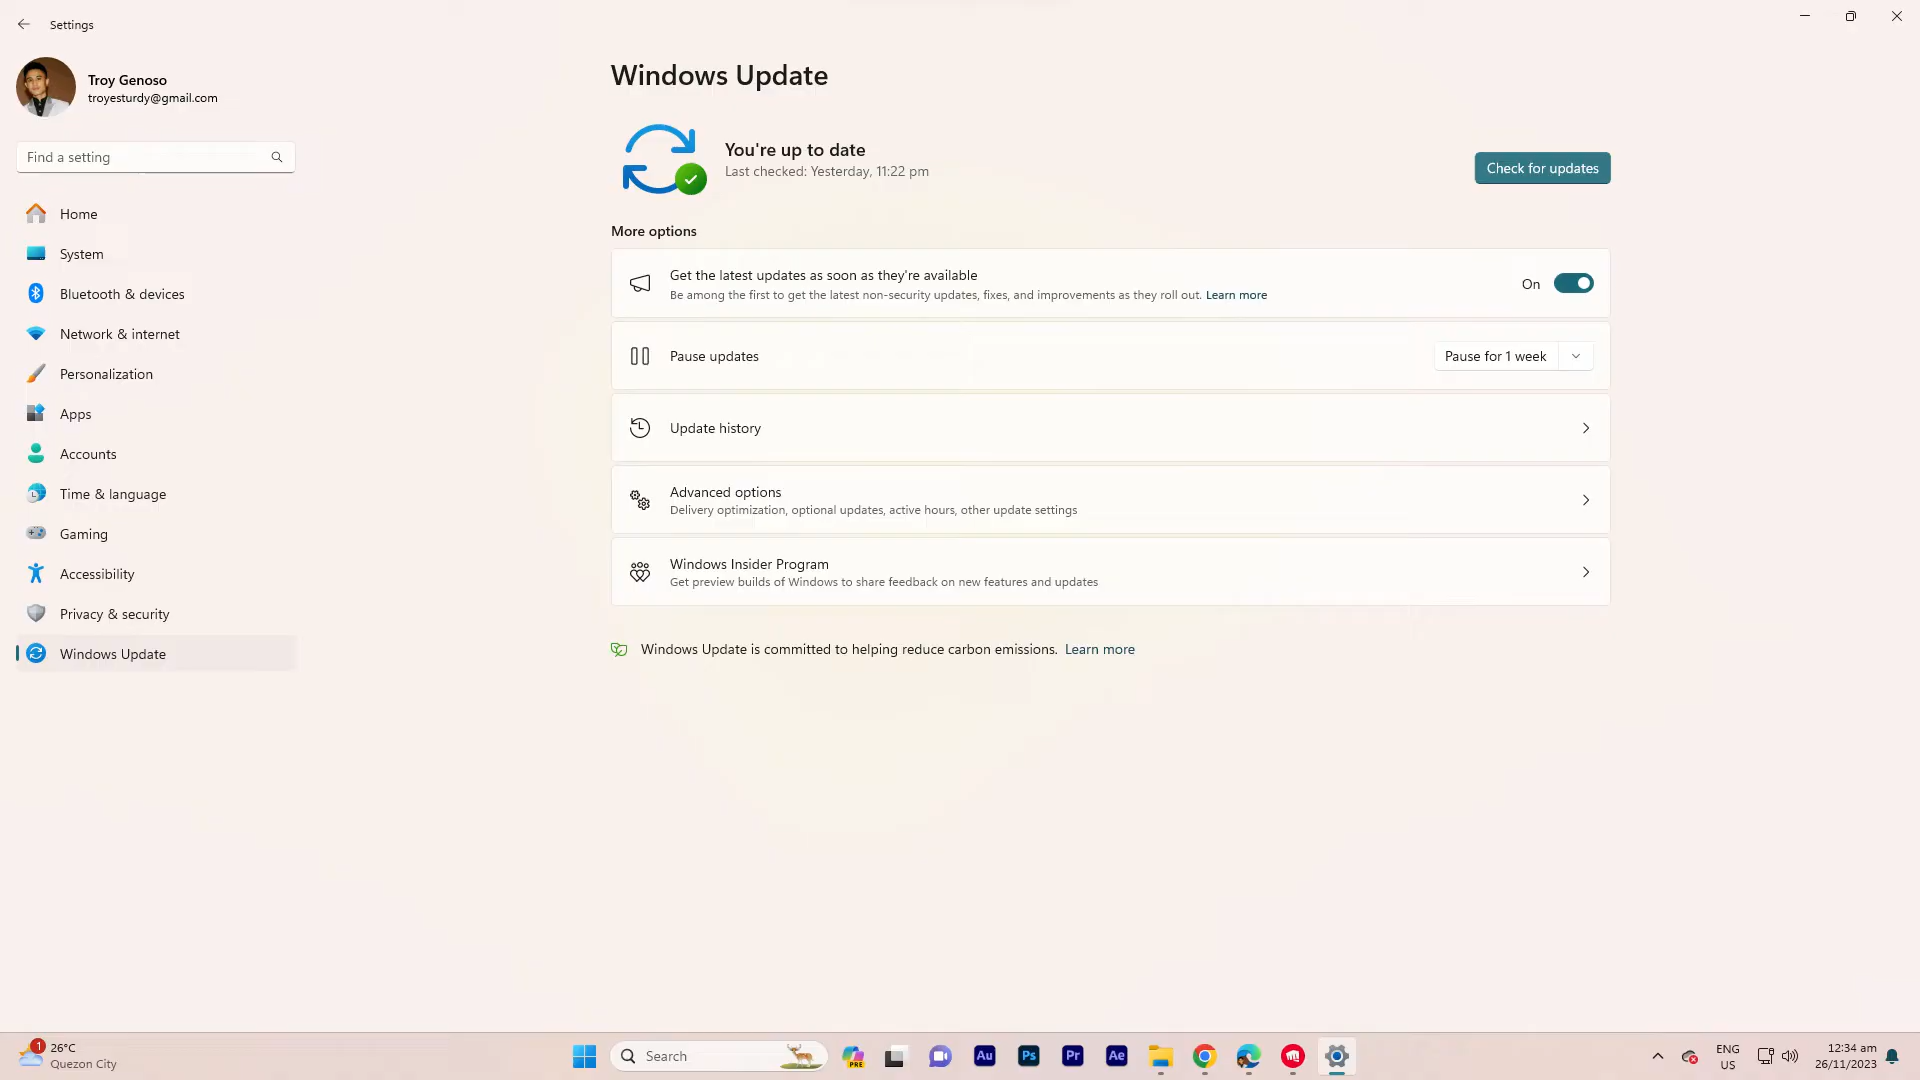 Settings
Troy Genoso
troyesturdy@gmail.com
Find a setting
Home
System
Bluetooth & devices
Network & internet
Personalization
Apps
Accounts
Time & language
Gaming
Accessibility
Privacy & security
Windows Update
Windows Update
You're up to date
Last checked: Yesterday, 11:22 pm
Check for updates
More options
Get the latest updates as soon as they're available
Be among the first to get the latest non-security updates, fixes, and improvements as they roll out. Learn more
On
Pause updates
Pause for 1 week
Update history
Advanced options
Delivery optimization, optional updates, active hours, other update settings
Windows Insider Program
Get preview builds of Windows to share feedback on new features and updates
Windows Update is committed to helping reduce carbon emissions. Learn more
1
26°C
Quezon City
Search
PRE
Au
Ps
Pr
Ae
ENG
US
12:34 am
26/11/2023